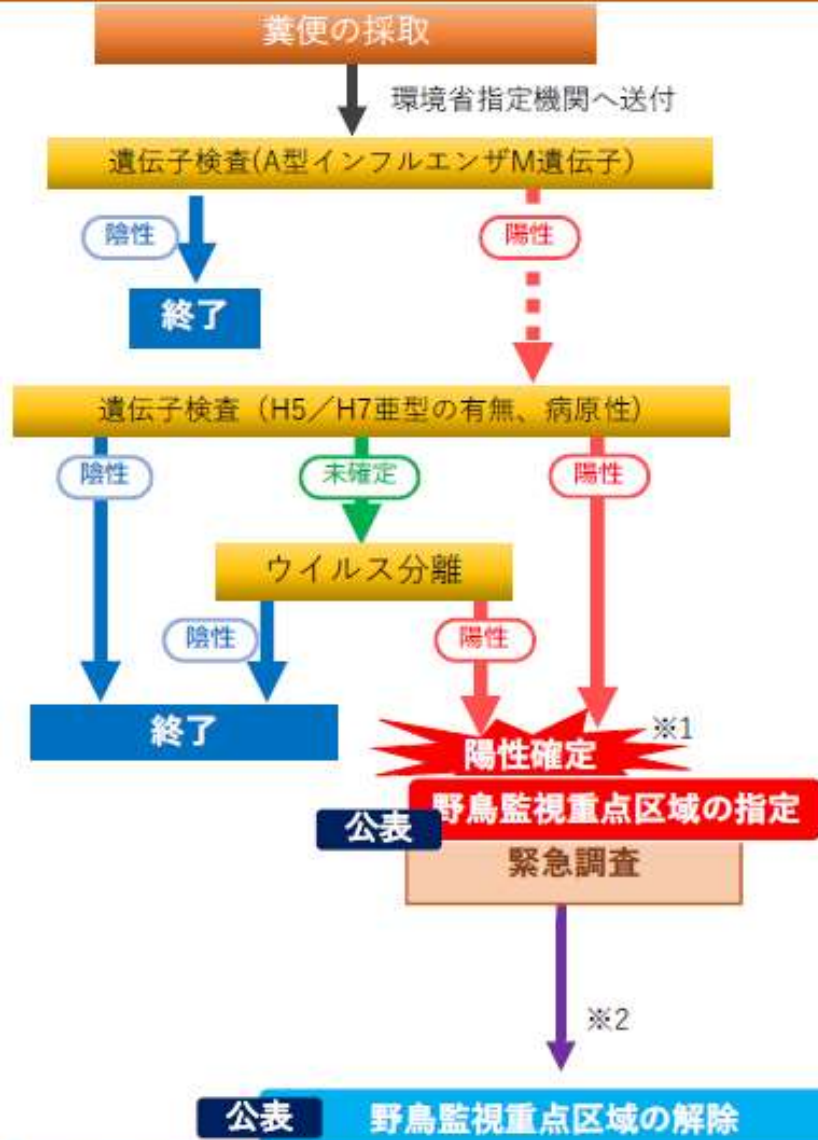 糞便の採取
環境省指定機関へ送付
遺伝子検査(A型インフルエンザM遺伝子)
陰性
陽性
終了
遺伝子検査（H5／H7亜型の有無、病原性)
陰性
未確定
陽性
ウイルス分離
陰性
陽性
終了
※1
陽性確定
野鳥監視重点区域の指定
公表
緊急調査
※2
公表
野鳥監視重点区域の解除